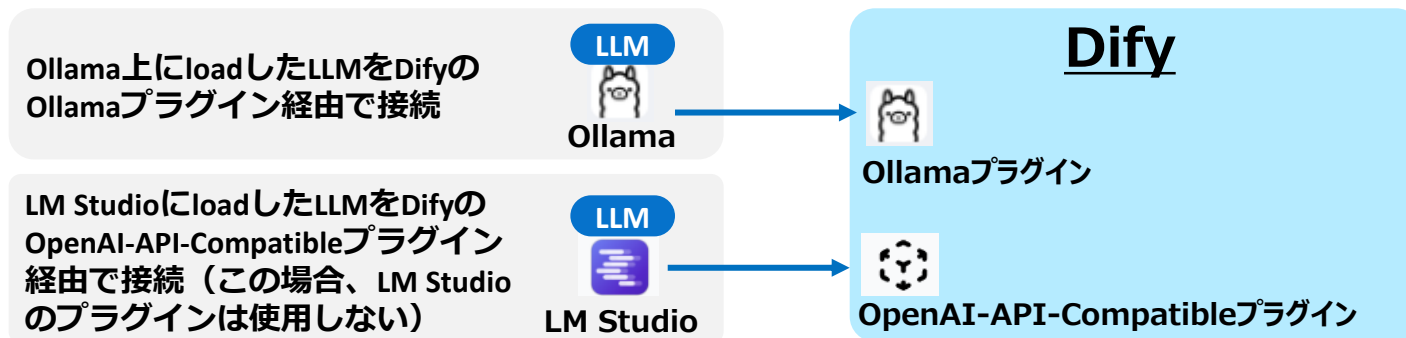 Ollama上にloadしたLLMをDifyの
Ollamaプラグイン経由で接続
LLM
Ollama
LM StudioにloadしたLLMをDifyの
OpenAI-API-Compatibleプラグイン
経由で接続（この場合、LM Studio
のプラグインは使用しない）
LLM
LM Studio
Dify
Ollamaプラグイン
OpenAI-API-Compatibleプラグイン